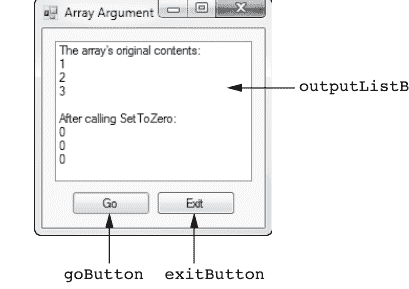 Array Argument
The array's original contents:
1
2
3
After calling SetToZero:
0
0
0
outputListB
Go
Exit
goButton
exitButton